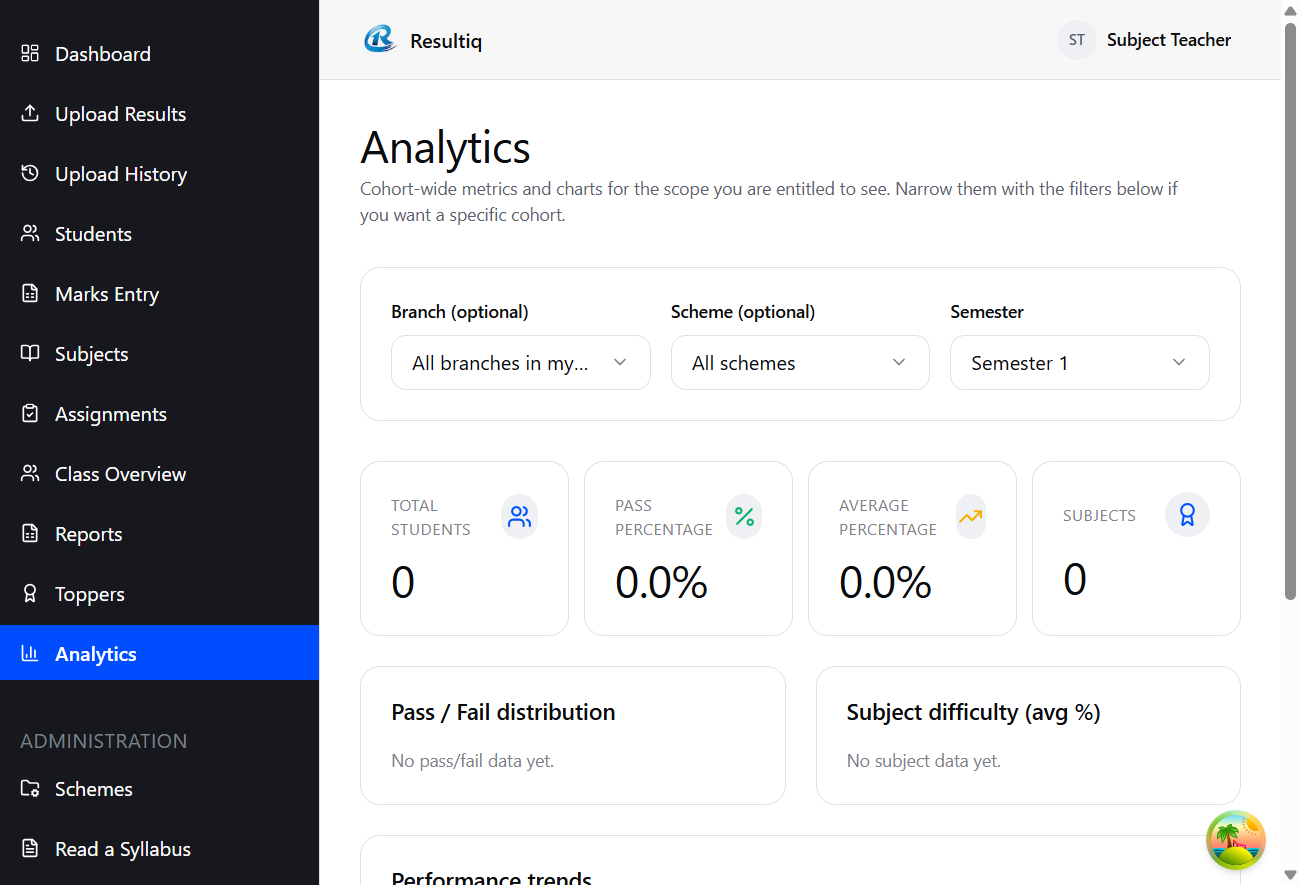 Dashboard
Upload Results
Upload History
Students
Marks Entry
Subjects
Assignments
Class Overview
Reports
Toppers
Analytics
ADMINISTRATION
Schemes
Read a Syllabus
Resultiq
ST
Subject Teacher
Analytics
Cohort-wide metrics and charts for the scope you are entitled to see. Narrow them with the filters below if
you want a specific cohort.
Branch (optional)
All branches in my...
Scheme (optional)
All schemes
Semester
Semester 1
TOTAL
STUDENTS
0
PASS
PERCENTAGE
0.0%
AVERAGE
PERCENTAGE
0.0%
SUBJECTS
0
Pass / Fail distribution
No pass/fail data yet.
Subject difficulty (avg %)
No subject data yet.
Performance trends